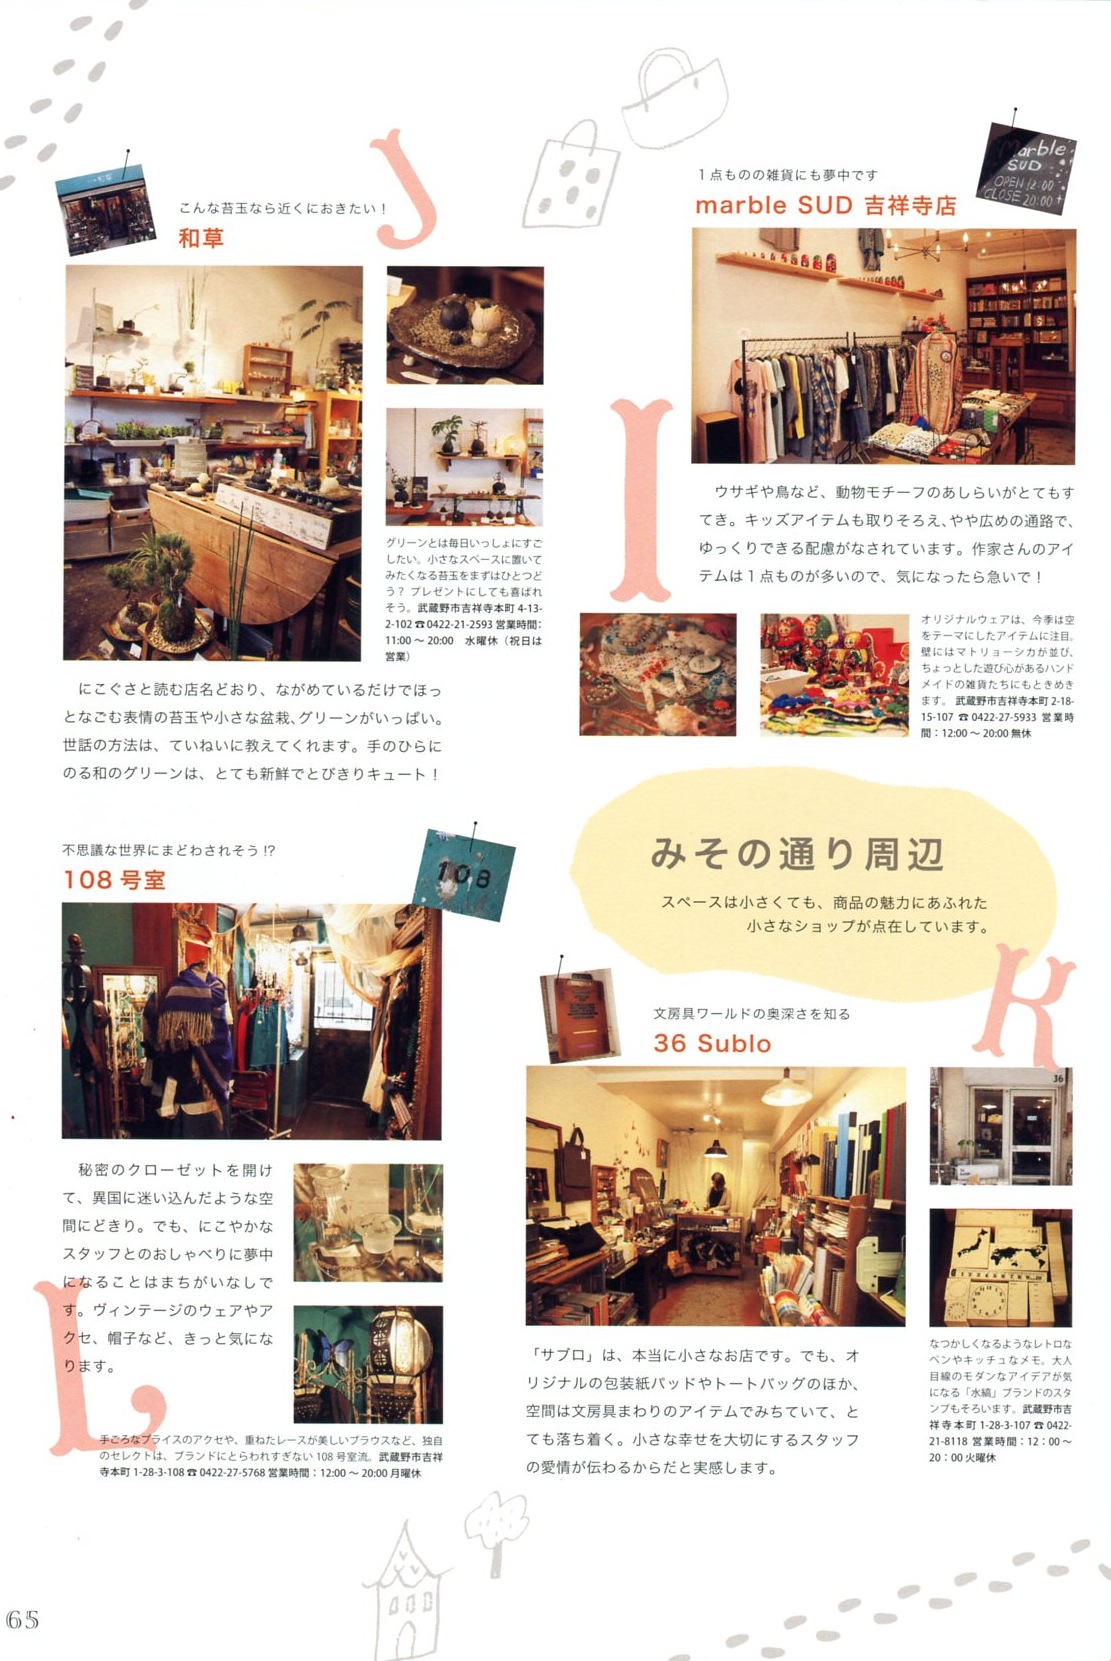 J
こんな苔玉なら近くにおきたい！
和草
グリーンとは毎日いっしょにすご
したい。小さなスペースに置いて
みたくなる苔玉をまずはひとつど
う？ プレゼントにしても喜ばれ
そう。武蔵野市吉祥寺本町 4-13-
2-102 ☎ 0422-21-2593 営業時間：
11:00 〜 20:00　水曜休（祝日は
営業）
　にこぐさと読む店名どおり、ながめているだけでほっ
となごむ表情の苔玉や小さな盆栽、グリーンがいっぱい。
世話の方法は、ていねいに教えてくれます。手のひらに
のる和のグリーンは、とても新鮮でとびきりキュート！
I
１点ものの雑貨にも夢中です
marble SUD 吉祥寺店
Marble
SUD
OPEN 12:00
CLOSE 20:00
　ウサギや鳥など、動物モチーフのあしらいがとてもす
てき。キッズアイテムも取りそろえ、やや広めの通路で、
ゆっくりできる配慮がなされています。作家さんのアイ
テムは１点ものが多いので、気になったら急いで！
オリジナルウェアは、今季は空
をテーマにしたアイテムに注目。
壁にはマトリョーシカが並び、
ちょっとした遊び心があるハンド
メイドの雑貨たちにもときめき
ます。 武蔵野市吉祥寺本町 2-18-
15-107 ☎ 0422-27-5933 営業時
間：12:00 〜 20:00 無休
みその通り周辺
スペースは小さくても、商品の魅力にあふれた
小さなショップが点在しています。
L
不思議な世界にまどわされそう !?
108 号室
108
　秘密のクローゼットを開け
て、異国に迷い込んだような空
間にどきり。でも、にこやかな
スタッフとのおしゃべりに夢中
になることはまちがいなしで
す。ヴィンテージのウェアやア
クセ、帽子など、きっと気にな
ります。
手ごろなプライスのアクセや、重ねたレースが美しいブラウスなど、独自
のセレクトは、ブランドにとらわれすぎない 108 号室流。武蔵野市吉祥
寺本町 1-28-3-108 ☎ 0422-27-5768 営業時間：12:00 〜 20:00 月曜休
K
文房具ワールドの奥深さを知る
36 Sublo
36
「サブロ」は、本当に小さなお店です。でも、オ
リジナルの包装紙パッドやトートバッグのほか、
空間は文房具まわりのアイテムでみちていて、と
ても落ち着く。小さな幸せを大切にするスタッフ
の愛情が伝わるからだと実感します。
なつかしくなるようなレトロな
ペンやキッチュなメモ。大人
目線のモダンなアイデアが気
になる「水縞」ブランドのスタ
ンプもそろいます。武蔵野市吉
祥寺本町 1-28-3-107 ☎ 0422-
21-8118 営業時間：12：00 〜
20：00 火曜休
65